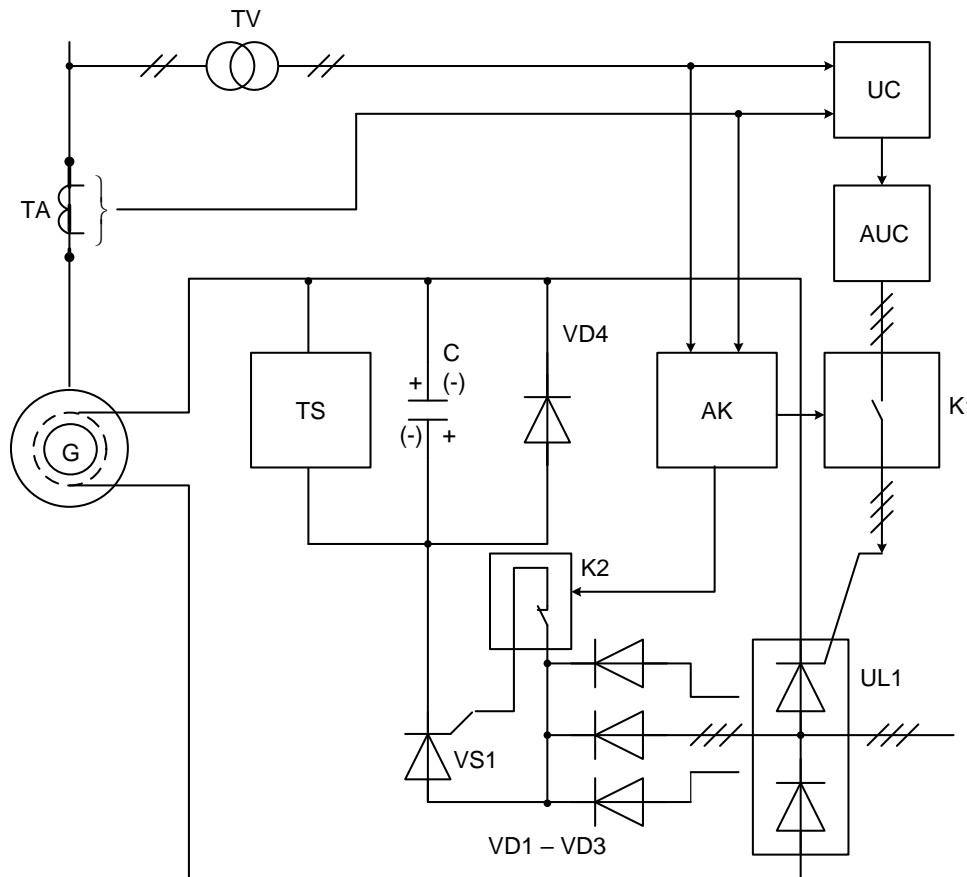 TV
UC
TA
AUC
C
VD4
+
(-)
TS
AK
(-)
+
G
K2
UL1
VS1
VD1 – VD3